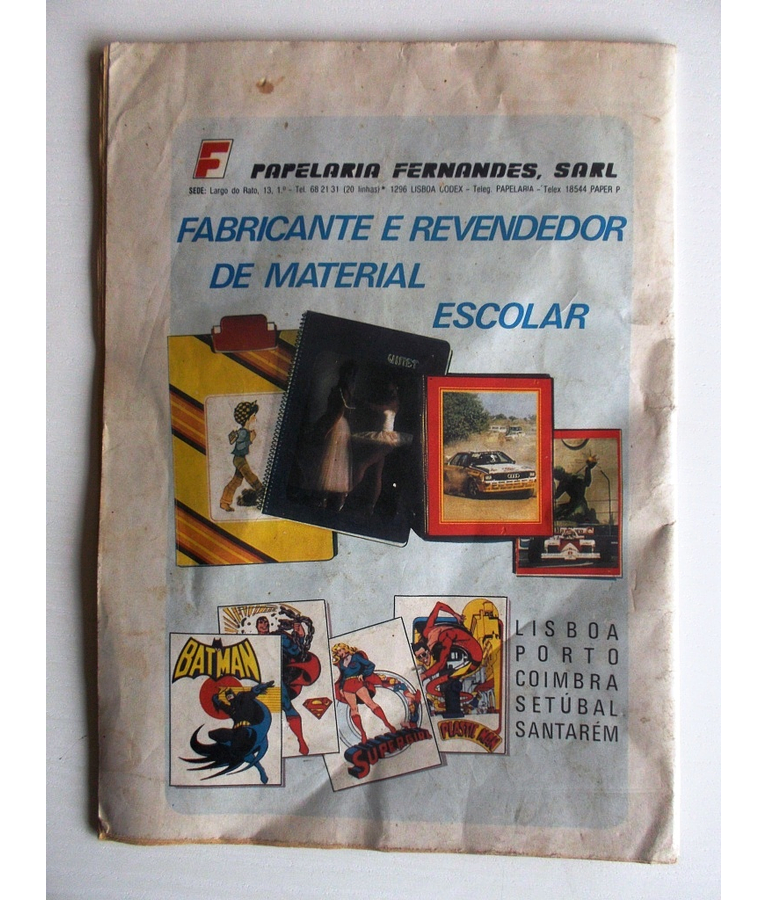 F PAPELARIA FERNANDES, SARL
SEDE: Largo do Rato, 13, 1.º - Tel. 68 21 31 (20 linhas) * 1296 LISBOA CODEX - Teleg. PAPELARIA - Telex 18544 PAPER P
FABRICANTE E REVENDEDOR
DE MATERIAL
ESCOLAR
BATMAN
SUPERGIRL
PLASTIC MAN
LISBOA
PORTO
COIMBRA
SETÚBAL
SANTARÉM